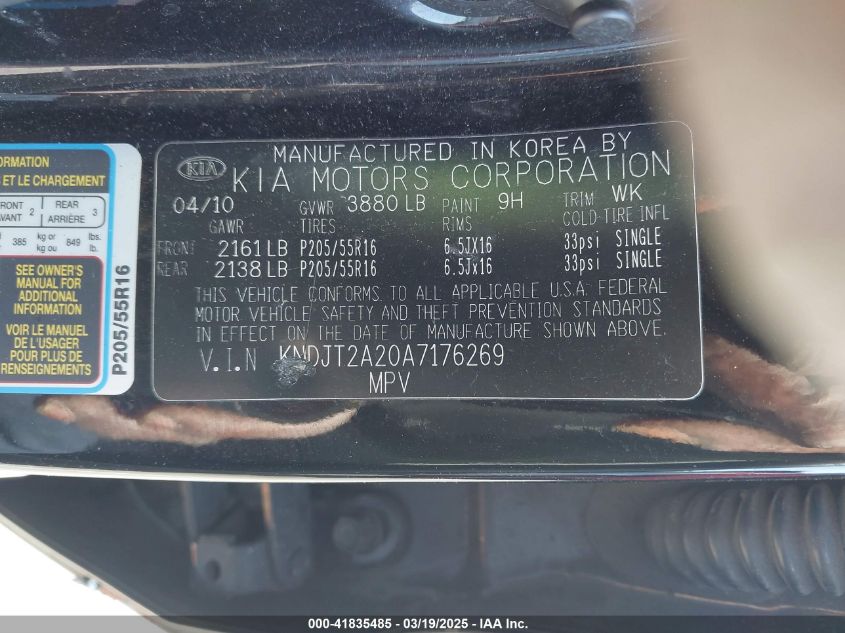 ORMATION
ET LE CHARGEMENT
FRONT 2 REAR 3
AVANT ARRIÈRE
385 kg or 849 lbs.
kg ou lb.
SEE OWNER'S
MANUAL FOR
ADDITIONAL
INFORMATION
VOIR LE MANUEL
DE L'USAGER
POUR PLUS DE
RENSEIGNEMENTS
P205/55R16
KIA
MANUFACTURED IN KOREA BY
KIA MOTORS CORPORATION
04/10 GVWR 3880 LB PAINT 9H TRIM WK
GAWR TIRES RIMS COLD TIRE INFL
FRONT 2161 LB P205/55R16 6.5JX16 33psi SINGLE
REAR 2138 LB P205/55R16 6.5Jx16 33psi SINGLE
THIS VEHICLE CONFORMS TO ALL APPLICABLE U.S.A. FEDERAL
MOTOR VEHICLE SAFETY AND THEFT PREVENTION STANDARDS
IN EFFECT ON THE DATE OF MANUFACTURE SHOWN ABOVE.
V.I.N KNDJT2A20A7176269
MPV
000-41835485 - 03/19/2025 - IAA Inc.